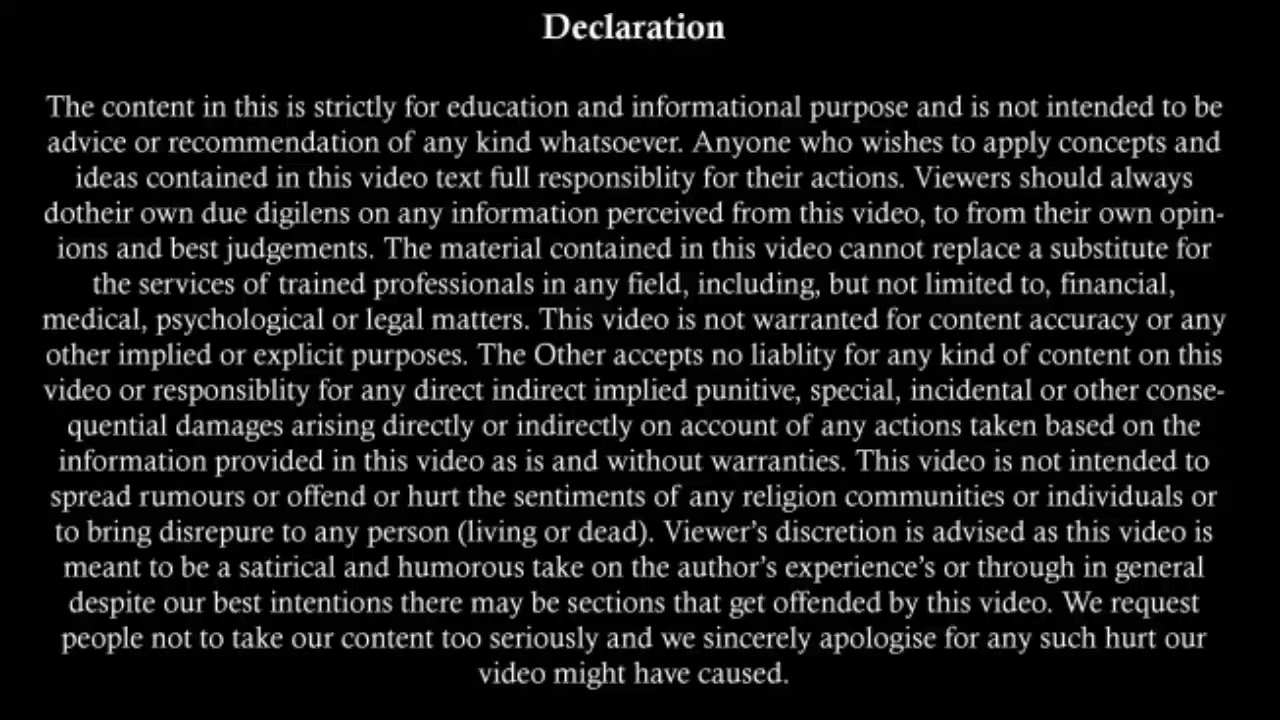 Declaration
The content in this is strictly for education and informational purpose and is not intended to be
advice or recommendation of any kind whatsoever. Anyone who wishes to apply concepts and
ideas contained in this video text full responsiblity for their actions. Viewers should always
dotheir own due digilens on any information perceived from this video, to from their own opin-
ions and best judgements. The material contained in this video cannot replace a substitute for
the services of trained professionals in any field, including, but not limited to, financial,
medical, psychological or legal matters. This video is not warranted for content accuracy or any
other implied or explicit purposes. The Other accepts no liablity for any kind of content on this
video or responsiblity for any direct indirect implied punitive, special, incidental or other conse-
quential damages arising directly or indirectly on account of any actions taken based on the
information provided in this video as is and without warranties. This video is not intended to
spread rumours or offend or hurt the sentiments of any religion communities or individuals or
to bring disrepure to any person (living or dead). Viewer's discretion is advised as this video is
meant to be a satirical and humorous take on the author's experience's or through in general
despite our best intentions there may be sections that get offended by this video. We request
people not to take our content too seriously and we sincerely apologise for any such hurt our
video might have caused.